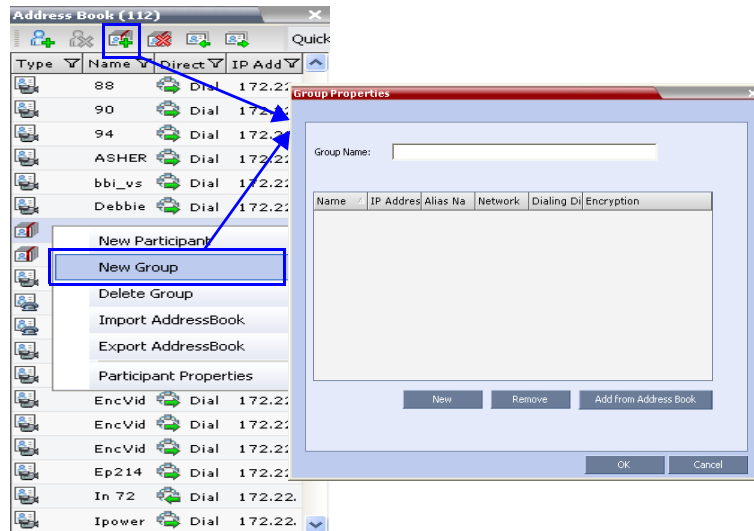 Address Book (112)
Quick
Type Name Direct IP Add
88 Dial 172.22
90 Dial 172.2
94 Dial 172.2
ASHER Dial 172.22
bbi_vs Dial 172.22
Debbie Dial 172.22
New Participant
New Group
Delete Group
Import AddressBook
Export AddressBook
Participant Properties
EncVid Dial 172.22
EncVid Dial 172.22
EncVid Dial 172.22
Ep214 Dial 172.22
In 72 Dial 172.22.
Ipower Dial 172.22.
Group Properties
Group Name:
Name IP Addres Alias Na Network Dialing Di Encryption
New Remove Add from Address Book
OK Cancel